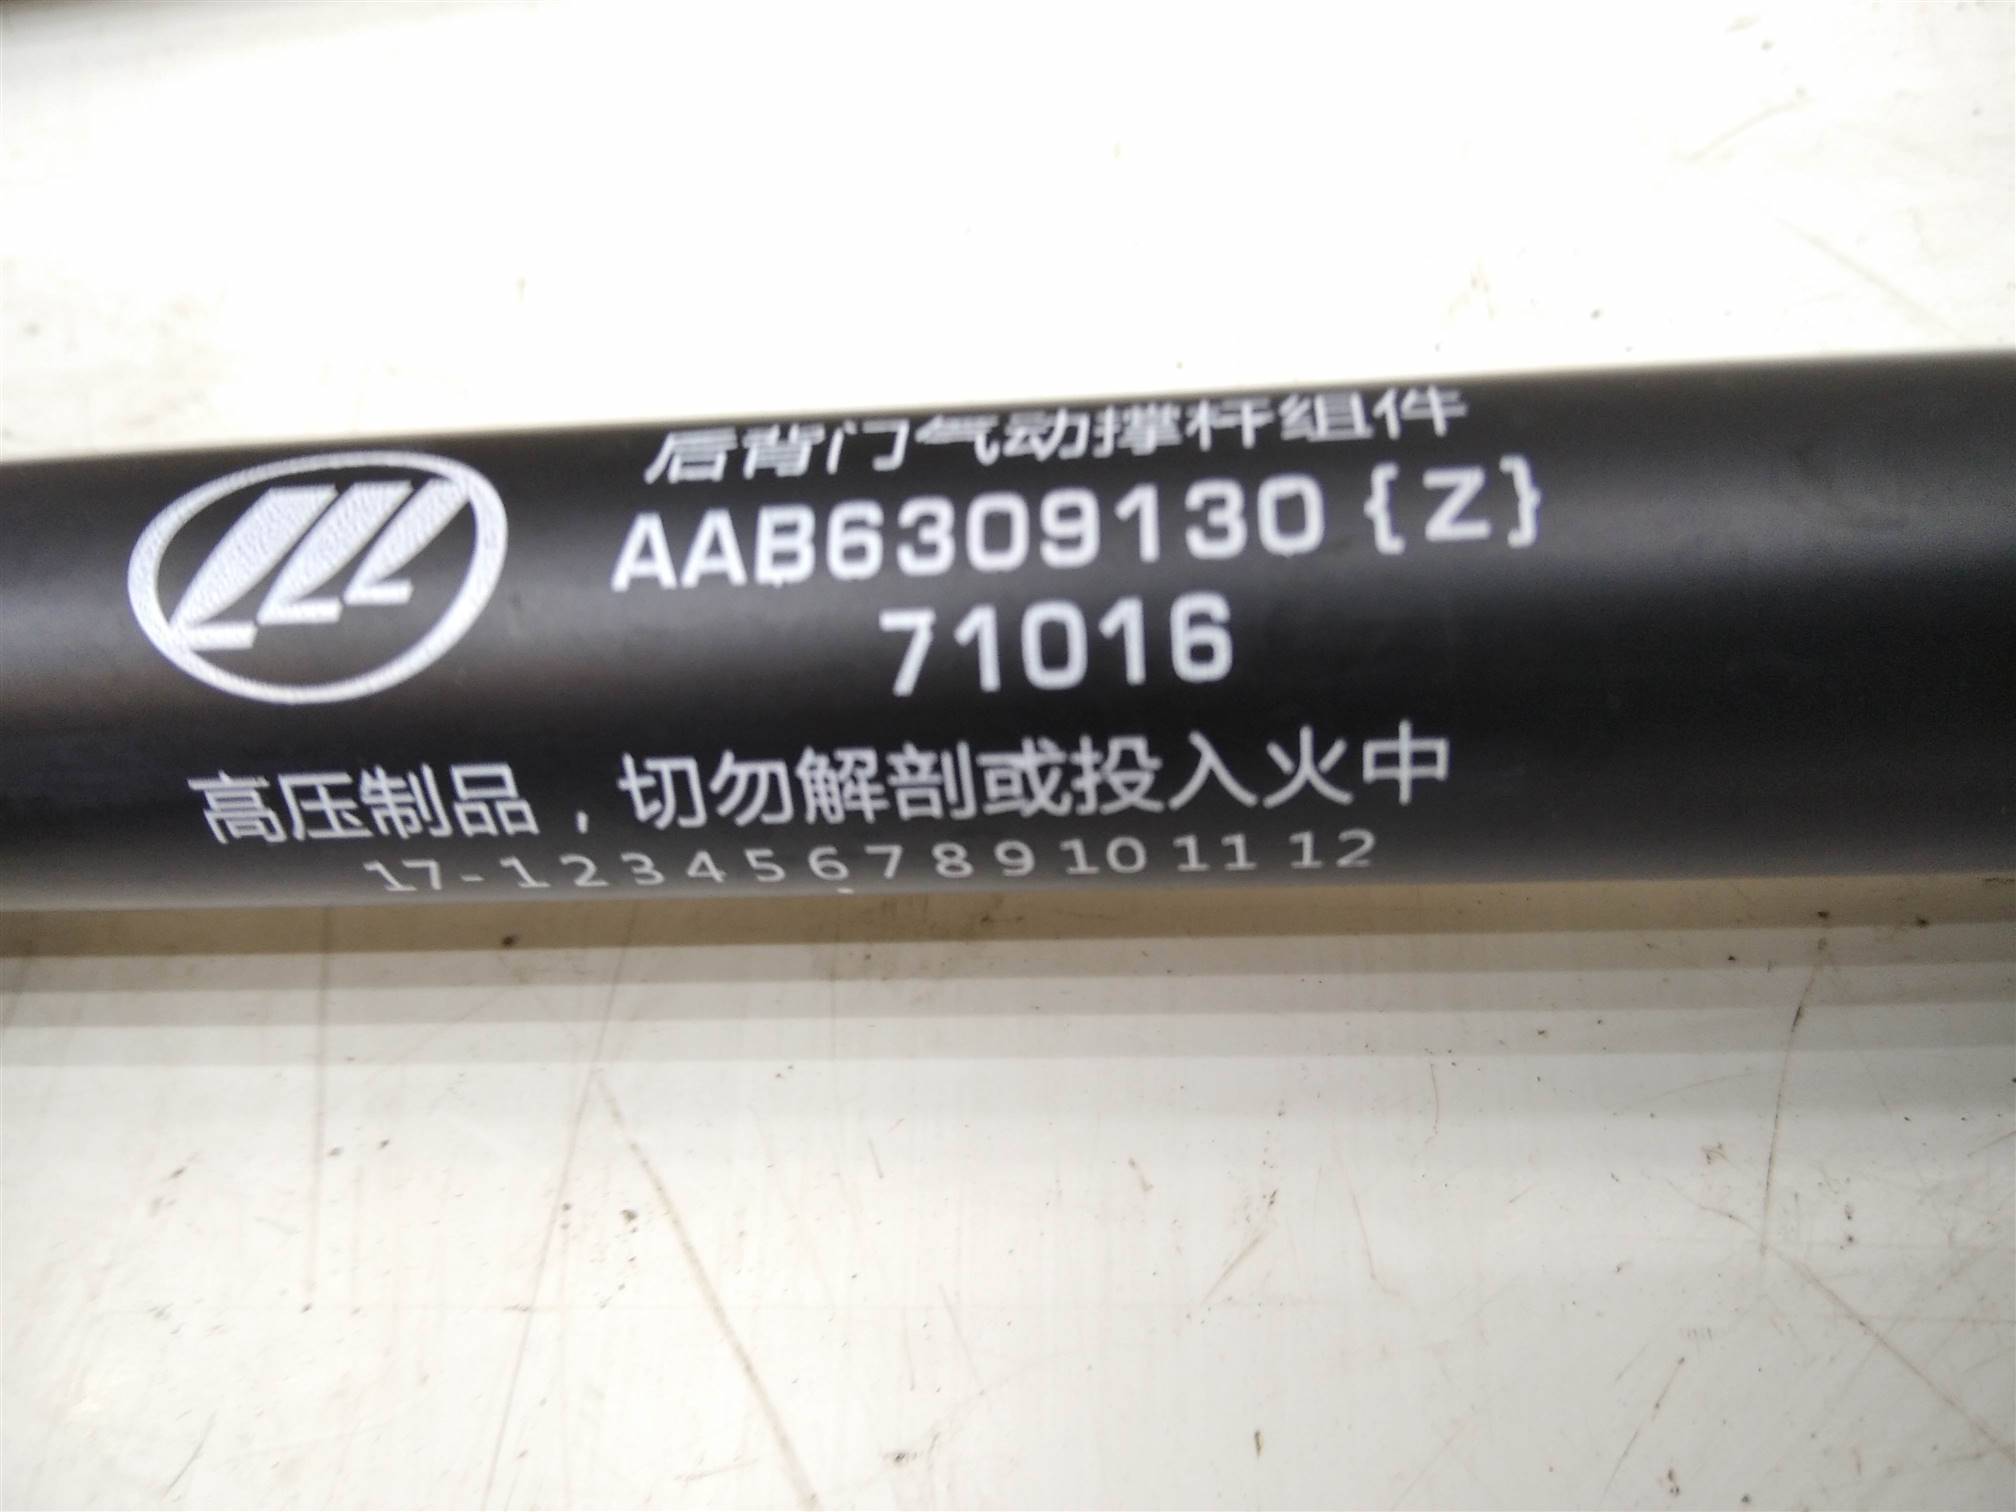 后背门气动撑杆组件
AAB6309130{Z}
71016
高压制品，切勿解剖或投入火中
17-1 2 3 4 5 6 7 8 9 10 11 12